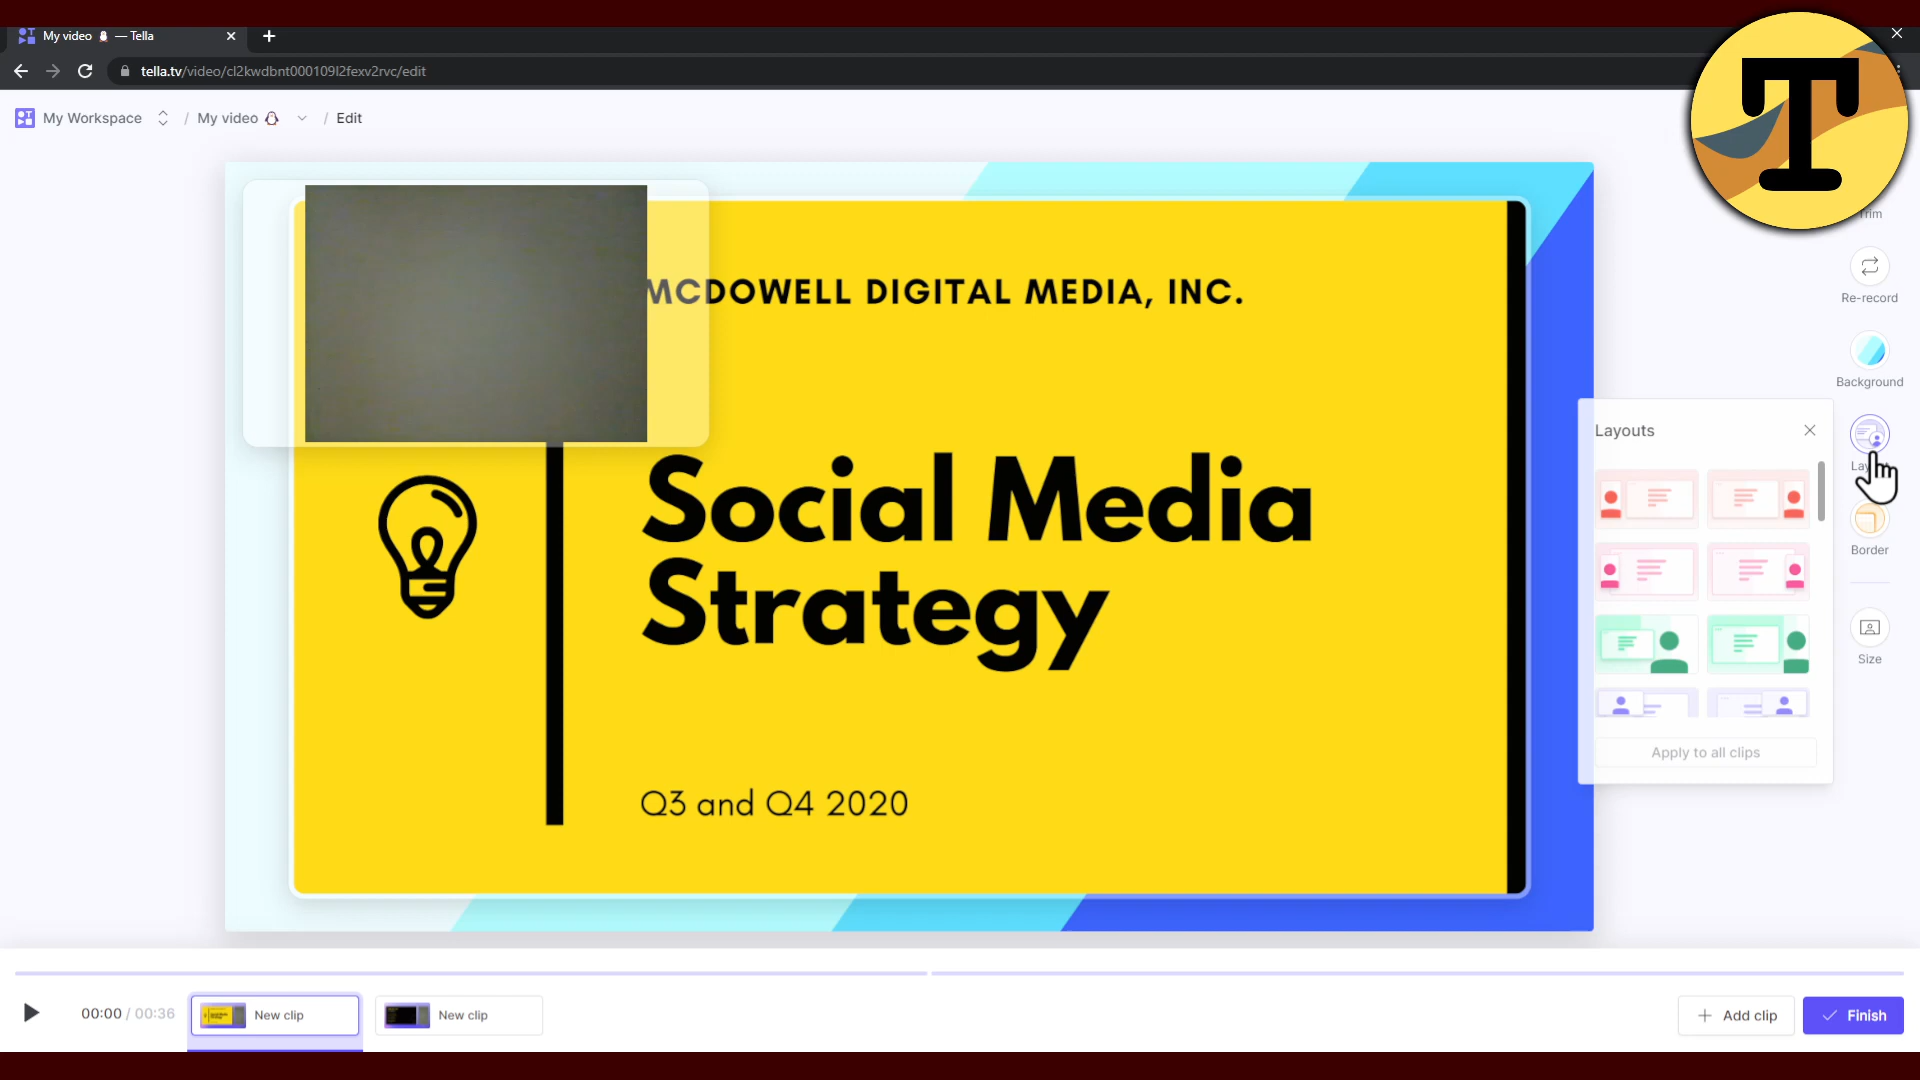 My video — Tella
tella.tv/video/cl2kwdbnt000109l2fexv2rvc/edit
My Workspace / My video / Edit
T
Trim
Re-record
Background
MCDOWELL DIGITAL MEDIA, INC.
Social Media
Strategy
Q3 and Q4 2020
Layouts
Border
Size
Apply to all clips
00:00 / 00:36
New clip
New clip
Add clip
Finish